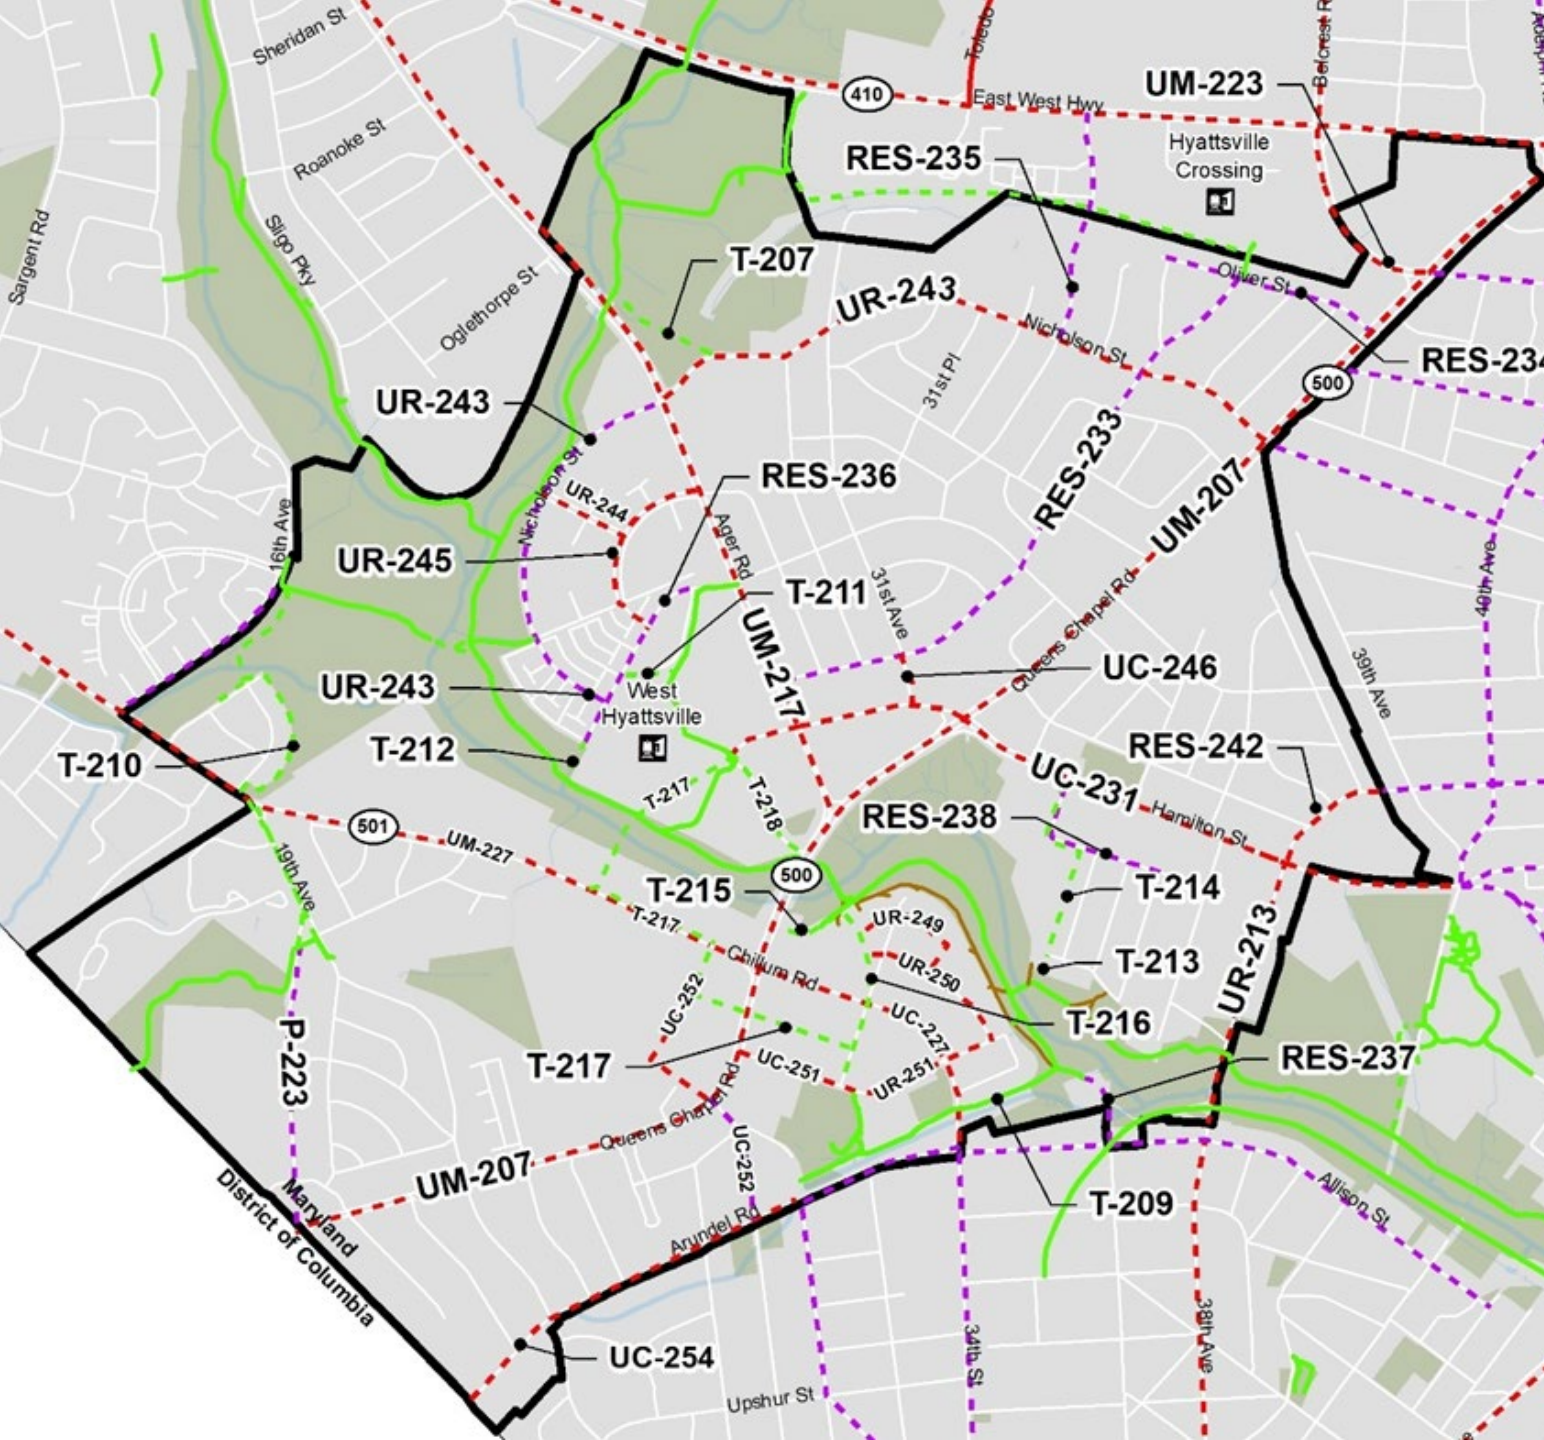 Sheridan St
Toledo
Belcrest R
410
East West Hwy
UM-223
Roanoke St
Hyattsville
Crossing
RES-235
Sargent Rd
Sligo Pky
T-207
Oglethorpe St
UR-243
Oliver St
Nicholson St
RES-234
31st Pl
500
UR-243
RES-233
UM-207
Nicholson St
RES-236
UR-244
16th Ave
Ager Rd
UR-245
T-211
31st Ave
Queens Chapel Rd
40th Ave
UM-217
UC-246
39th Ave
UR-243
West
Hyattsville
T-212
T-210
RES-242
UC-231
T-217
T-218
Hamilton St
RES-238
501
UM-227
19th Ave
500
T-215
T-214
T-217
UR-249
UR-213
Chillum Rd
UR-250
T-213
UC-252
UC-227
T-216
P-223
T-217
UC-251
UR-251
RES-237
Queens Chapel Rd
UC-252
UM-207
Maryland
District of Columbia
Arundel Rd
T-209
Allison St
34th St
38th Ave
UC-254
Upshur St